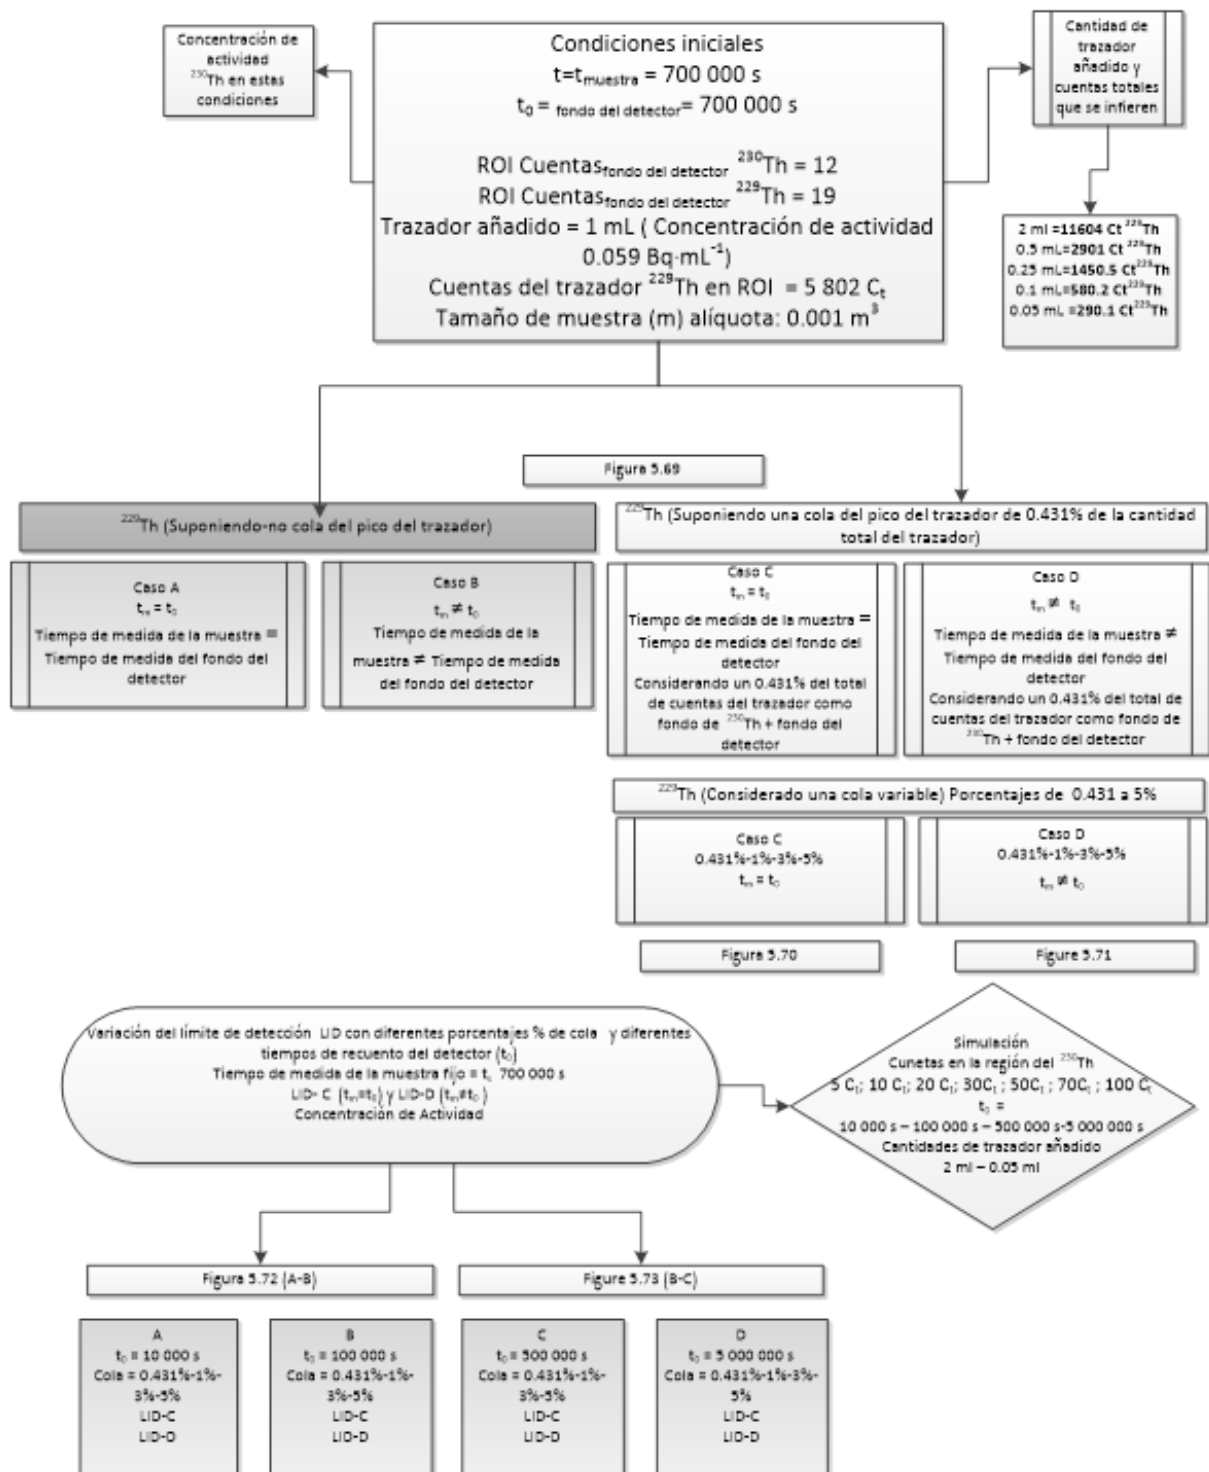 Concentración de
actividad
²³⁰Th en estas
condiciones
Condiciones iniciales
t=t_muestra = 700 000 s
t₀ = fondo del detector= 700 000 s
ROI Cuentas_fondo del detector ²³⁰Th = 12
ROI Cuentas_fondo del detector ²²⁹Th = 19
Trazador añadido = 1 mL ( Concentración de actividad
0.059 Bq·mL⁻¹)
Cuentas del trazador ²²⁹Th en ROI = 5 802 Cₜ
Tamaño de muestra (m) alíquota: 0.001 m³
Cantidad de
trazador
añadido y
cuentas totales
que se infieren
2 ml =11604 Ct ²²⁹Th
0.5 mL=2901 Ct ²²⁹Th
0.25 mL=1450.5 Ct²²⁹Th
0.1 mL=580.2 Ct²²⁹Th
0.05 mL =290.1 Ct²²⁹Th
Figura 5.69
²²⁹Th (Suponiendo-no cola del pico del trazador)
²²⁹Th (Suponiendo una cola del pico del trazador de 0.431% de la cantidad
total del trazador)
Caso A
tₘ = t₀
Tiempo de medida de la muestra =
Tiempo de medida del fondo del
detector
Caso B
tₘ ≠ t₀
Tiempo de medida de la
muestra ≠ Tiempo de medida
del fondo del detector
Caso C
tₘ = t₀
Tiempo de medida de la muestra =
Tiempo de medida del fondo del
detector
Considerando un 0.431% del total
de cuentas del trazador como
fondo de ²³⁰Th + fondo del
detector
Caso D
tₘ ≠ t₀
Tiempo de medida de la muestra ≠
Tiempo de medida del fondo del
detector
Considerando un 0.431% del total de
cuentas del trazador como fondo de
²³⁰Th + fondo del detector
²²⁹Th (Considerado una cola variable) Porcentajes de 0.431 a 5%
Caso C
0.431%-1%-3%-5%
tₘ = t₀
Caso D
0.431%-1%-3%-5%
tₘ ≠ t₀
Figura 5.70
Figure 5.71
Variación del límite de detección LID con diferentes porcentajes % de cola y diferentes
tiempos de recuento del detector (t₀)
Tiempo de medida de la muestra fijo = t, 700 000 s
LID- C (tₘ=t₀) y LID-D (tₘ≠t₀ )
Concentración de Actividad
Simulación
Cunetas en la región del ²³⁰Th
5 Cₜ; 10 Cₜ; 20 Cₜ; 30Cₜ ; 50Cₜ ; 70Cₜ ; 100 Cₜ
t₀ =
10 000 s – 100 000 s – 500 000 s-5 000 000 s
Cantidades de trazador añadido
2 ml – 0.05 ml
Figura 5.72 (A-B)
Figure 5.73 (B-C)
A
t₀ = 10 000 s
Cola = 0.431%-1%-
3%-5%
LID-C
LID-D
B
t₀ = 100 000 s
Cola = 0.431%-1%-
3%-5%
LID-C
LID-D
C
t₀ = 500 000 s
Cola = 0.431%-1%-
3%-5%
LID-C
LID-D
D
t₀ = 5 000 000 s
Cola = 0.431%-1%-3%-
5%
LID-C
LID-D